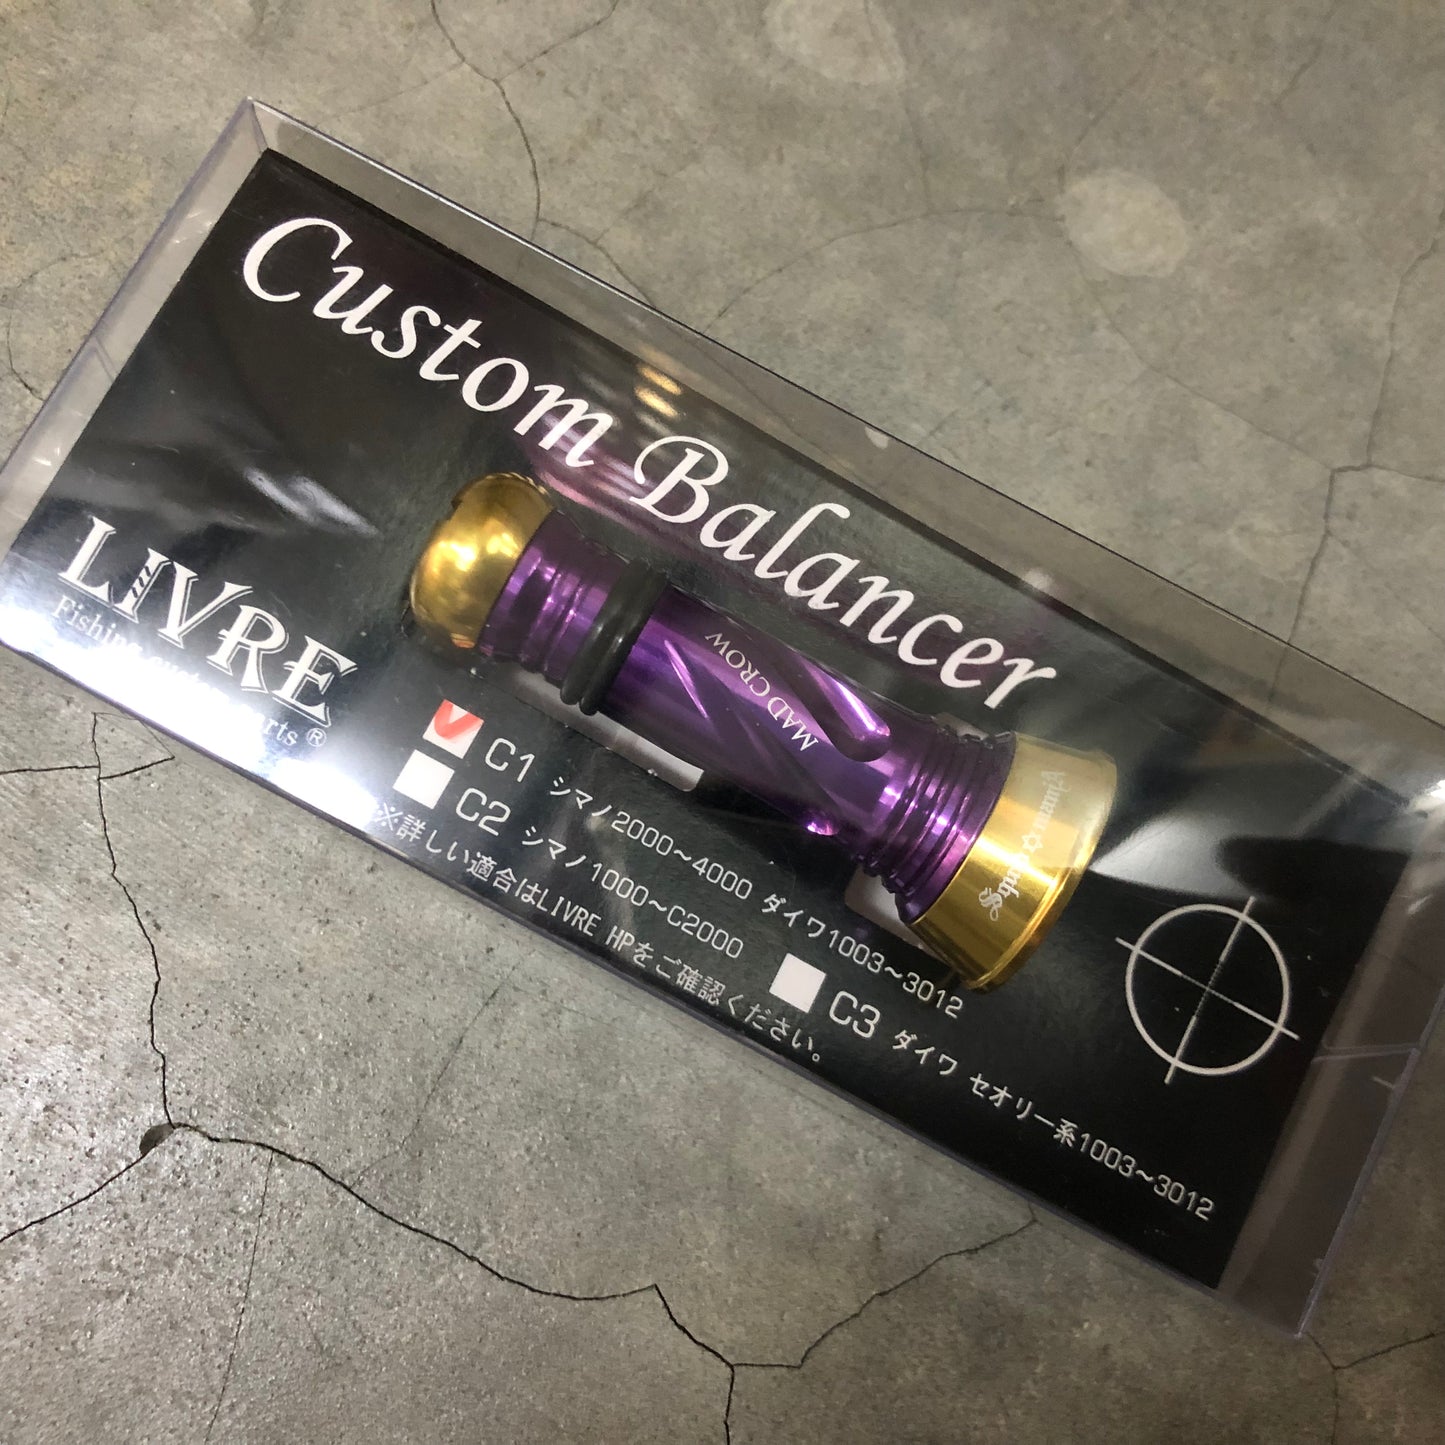 Custom Balancer
LIVRE
Fishing custom parts®
MAD CROW
C1 シマノ2000~4000 ダイワ1003~3012
C2 シマノ1000~C2000
C3 ダイワ セオリー系1003~3012
※詳しい適合はLIVRE HPをご確認ください。